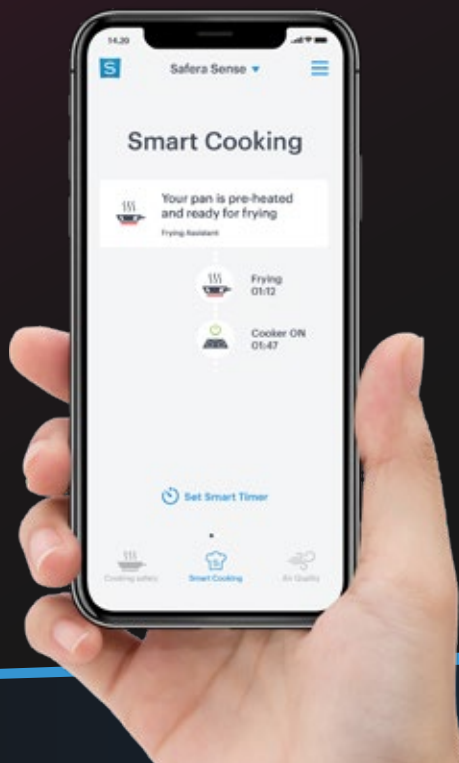 14.20
S
Safera Sense
Smart Cooking
Your pan is pre-heated
and ready for frying
Frying Assistant
Frying
01:12
Cooker ON
01:47
Set Smart Timer
Cooking safety
Smart Cooking
Air Quality